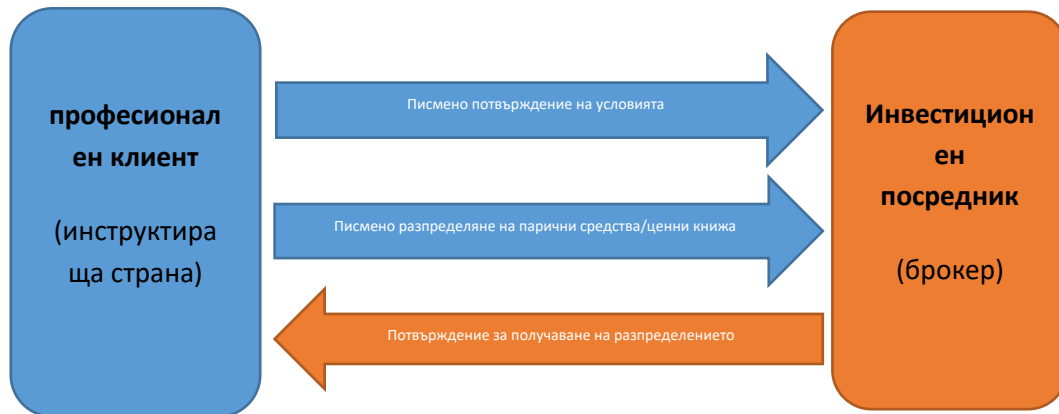 професионал
ен клиент
(инструктира
ща страна)
Писмено потвърждение на условията
Писмено разпределяне на парични средства/ценни книжа
Потвърждение за получаване на разпределението
Инвестицион
ен
посредник
(брокер)